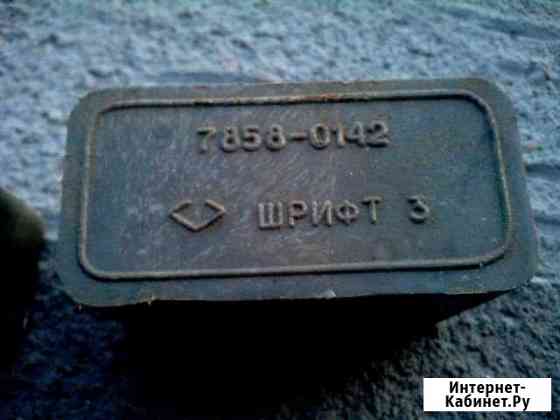 7858-0142
ШРИФТ 3
Интернет-
Кабинет.Ру